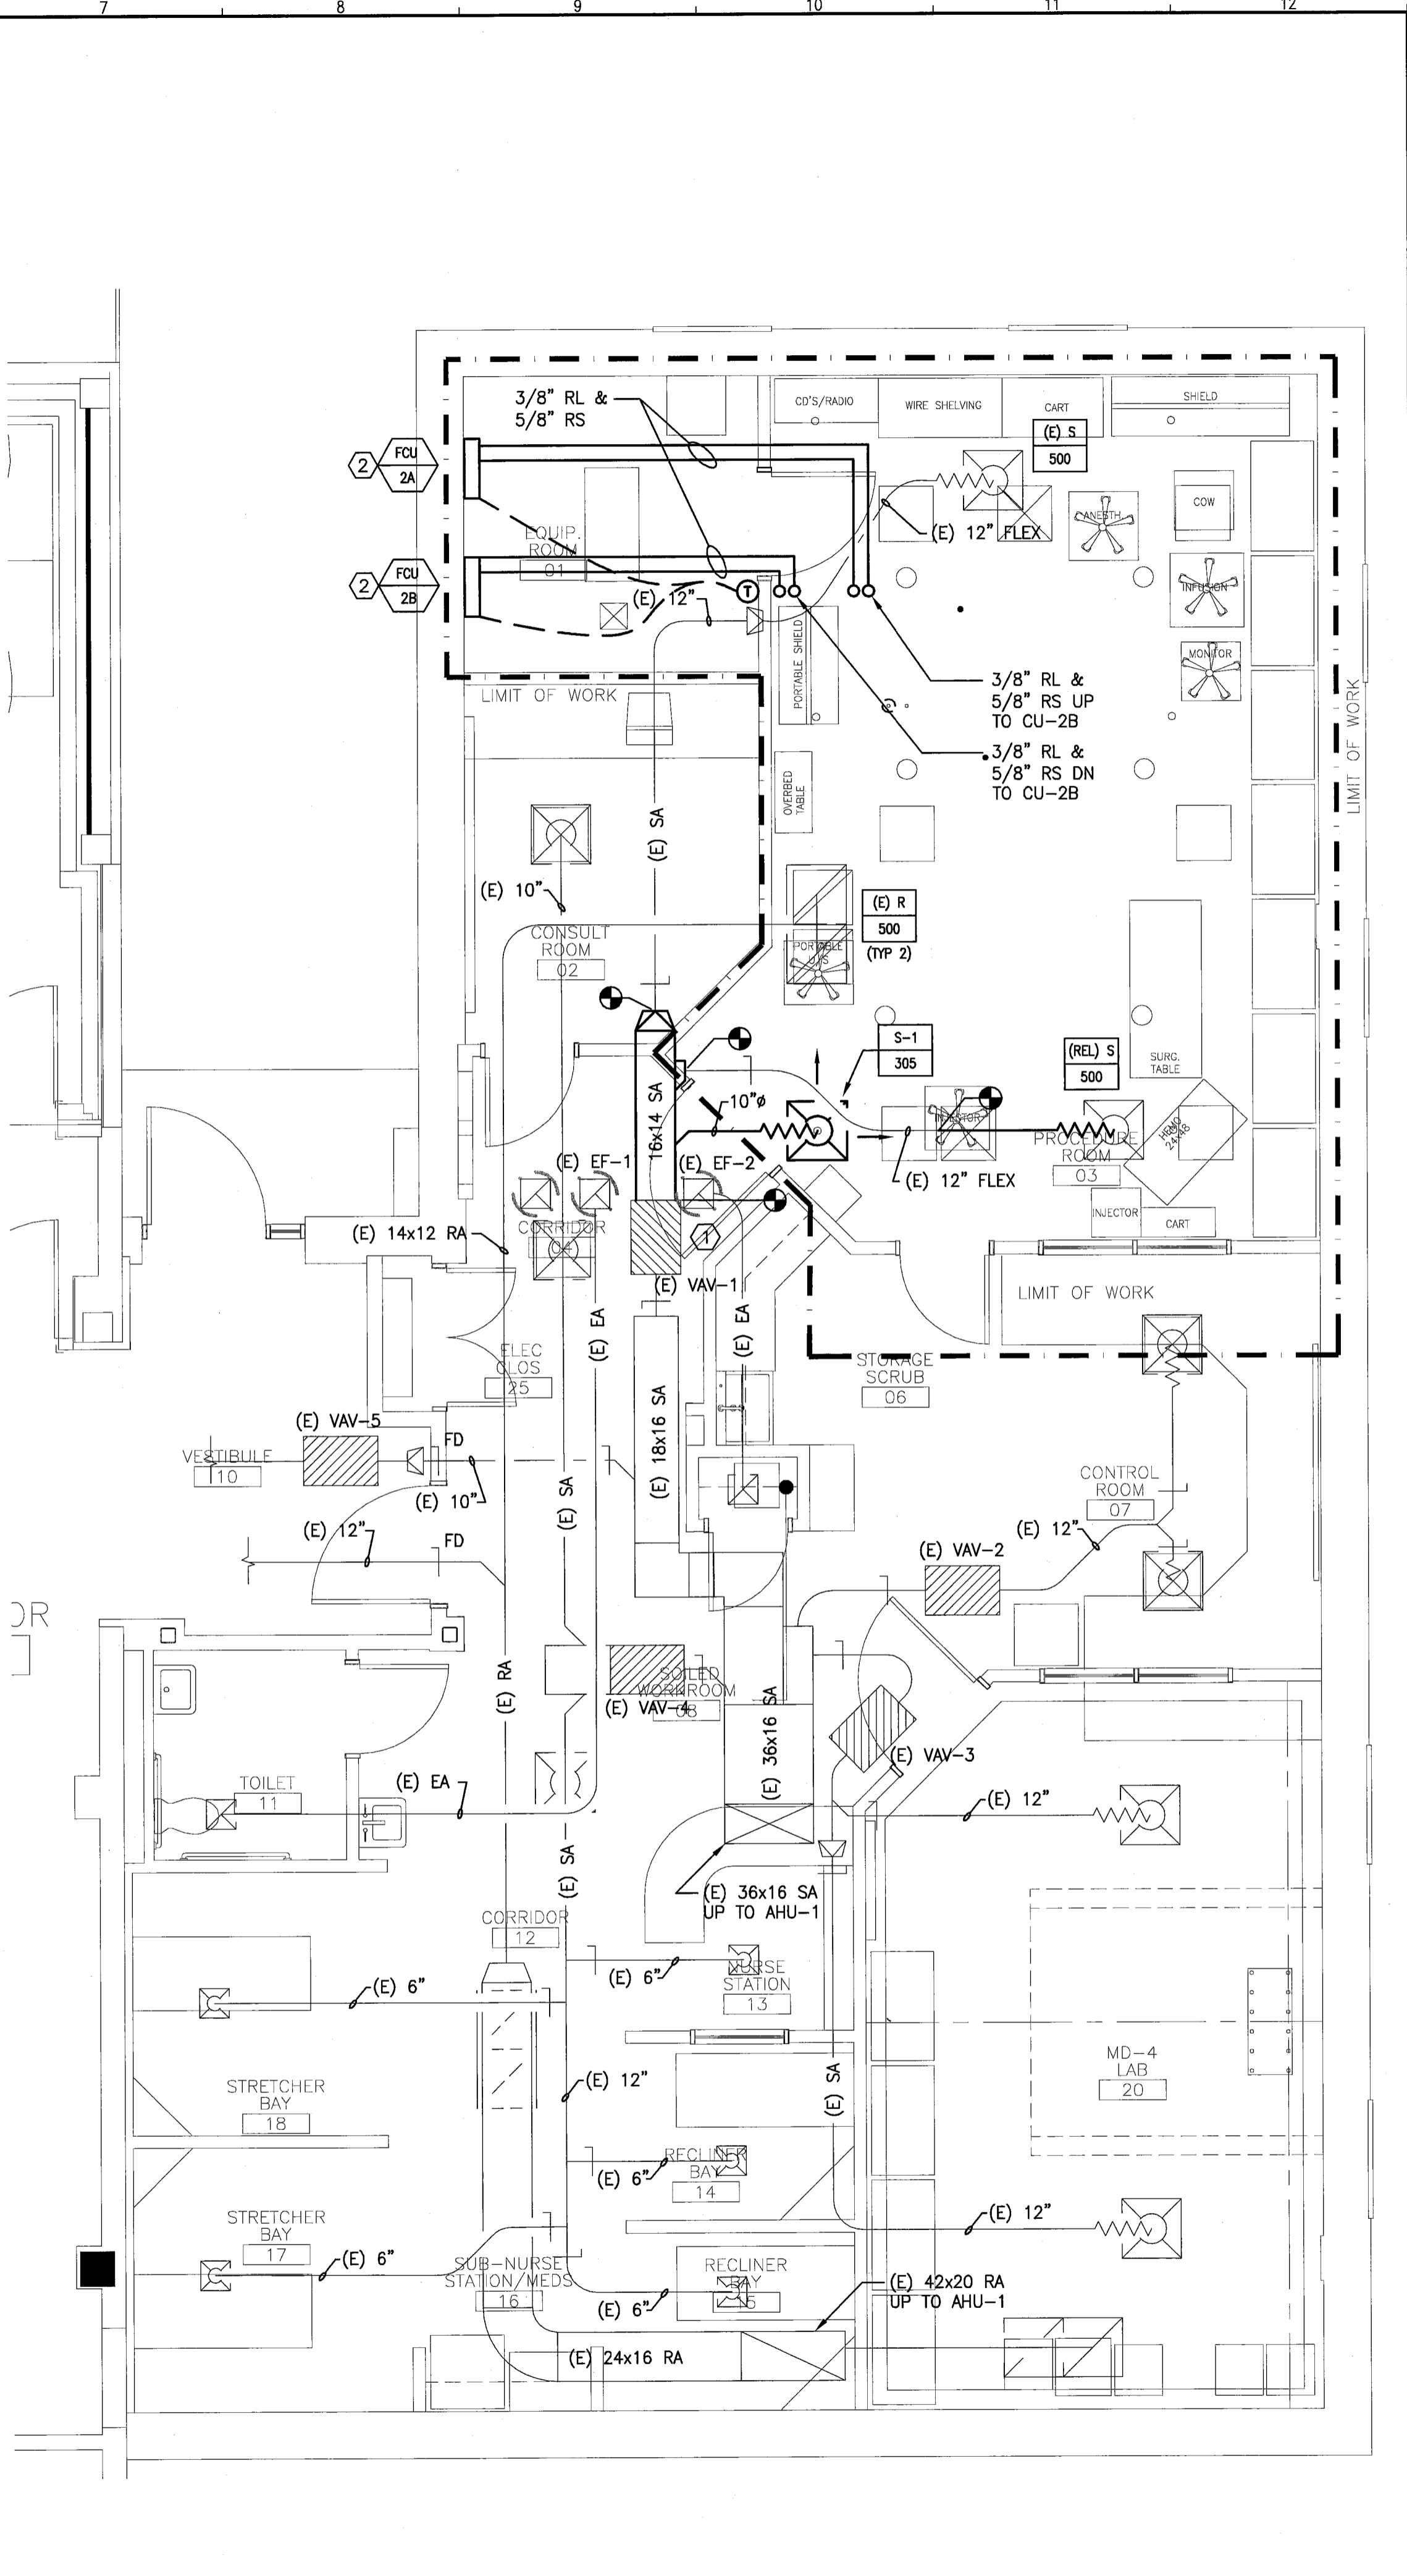 7
8
9
10
11
12
3/8" RL &
5/8" RS
CD'S/RADIO
WIRE SHELVING
CART
SHIELD
(E) S
500
2
FCU
2A
COW
ANESTH.
(E) 12" FLEX
EQUIP.
ROOM
01
2
FCU
2B
(E) 12"
T
INFUSION
PORTABLE SHIELD
MONITOR
LIMIT OF WORK
3/8" RL &
5/8" RS UP
TO CU-2B
LIMIT OF WORK
3/8" RL &
5/8" RS DN
TO CU-2B
OVERBED
TABLE
(E) SA
(E) 10"
(E) R
500
(TYP 2)
CONSULT
ROOM
02
PORTABLE
U/S
S-1
305
(REL) S
500
SURG.
TABLE
16x14 SA
10"ø
HEMO
24x48
PROCEDURE
ROOM
03
(E) EF-1
(E) EF-2
(E) 12" FLEX
INJECTOR
CART
(E) 14x12 RA
CORRIDOR
04
1
(E) VAV-1
LIMIT OF WORK
(E) EA
(E) EA
ELEC
CLOS
25
STORAGE
SCRUB
06
(E) VAV-5
FD
VESTIBULE
10
(E) 10"
(E) 18x16 SA
(E) SA
CONTROL
ROOM
07
(E) 12"
FD
(E) 12"
(E) VAV-2
OR
(E) RA
SOILED
WORKROOM
08
(E) VAV-4
(E) 36x16 SA
(E) VAV-3
TOILET
11
(E) EA
(E) 12"
(E) SA
(E) 36x16 SA
UP TO AHU-1
CORRIDOR
12
(E) 6"
(E) 6"
NURSE
STATION
13
MD-4
LAB
20
(E) 12"
(E) SA
STRETCHER
BAY
18
RECLINER
BAY
14
(E) 6"
(E) 12"
STRETCHER
BAY
17
(E) 6"
SUB-NURSE
STATION/MEDS
16
RECLINER
BAY
15
(E) 6"
(E) 42x20 RA
UP TO AHU-1
(E) 24x16 RA